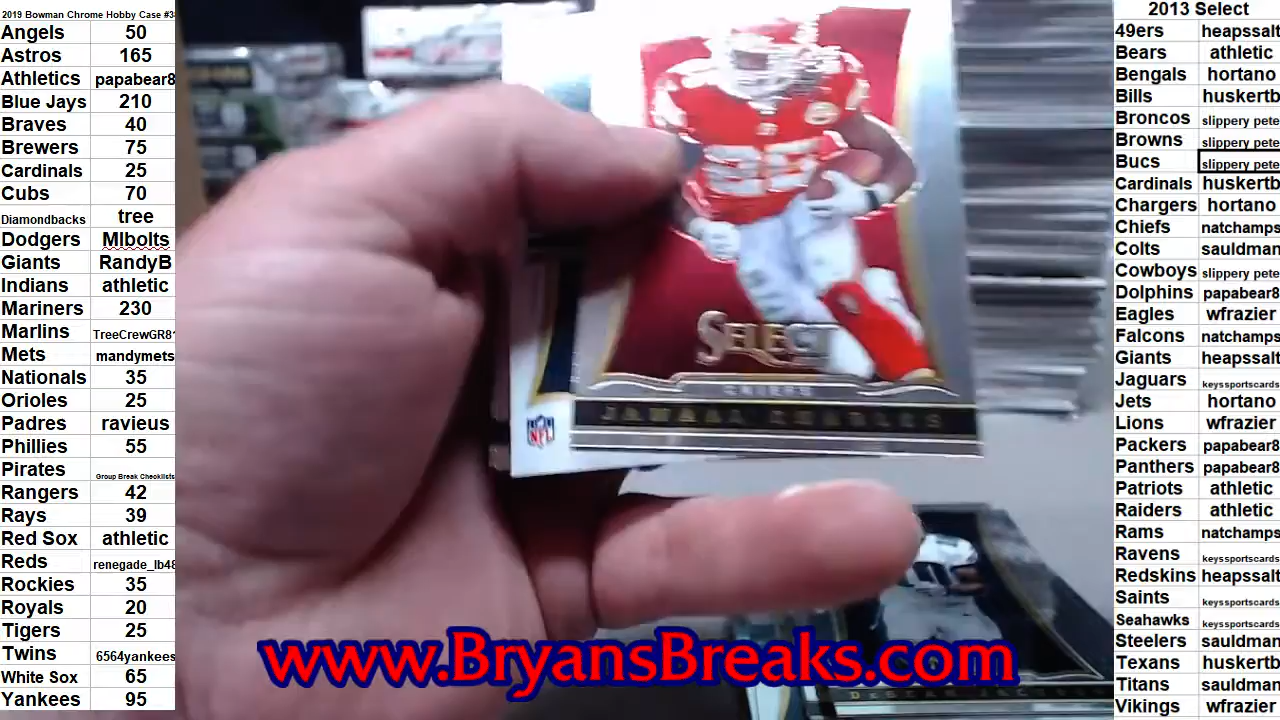 2019 Bowman Chrome Hobby Case #3
Angels 50
Astros 165
Athletics papabear8
Blue Jays 210
Braves 40
Brewers 75
Cardinals 25
Cubs 70
Diamondbacks tree
Dodgers Mlbolts
Giants RandyB
Indians athletic
Mariners 230
Marlins TreeCrewGR8
Mets mandymets
Nationals 35
Orioles 25
Padres ravieus
Phillies 55
Pirates Group Break Checklists
Rangers 42
Rays 39
Red Sox athletic
Reds renegade_lb48
Rockies 35
Royals 20
Tigers 25
Twins 6564yankees
White Sox 65
Yankees 95
28
SELECT
CHIEFS
JAMAAL CHARLES
NFL
www.BryansBreaks.com
2013 Select
49ers heapssalt
Bears athletic
Bengals hortano
Bills huskertb
Broncos slippery pete
Browns slippery pete
Bucs slippery pete
Cardinals huskertb
Chargers hortano
Chiefs natchamps
Colts sauldman
Cowboys slippery pete
Dolphins papabear8
Eagles wfrazier
Falcons natchamps
Giants heapssalt
Jaguars keyssportscards
Jets hortano
Lions wfrazier
Packers papabear8
Panthers papabear8
Patriots athletic
Raiders athletic
Rams natchamps
Ravens keyssportscards
Redskins heapssalt
Saints keyssportscards
Seahawks keyssportscards
Steelers sauldman
Texans huskertb
Titans sauldman
Vikings wfrazier